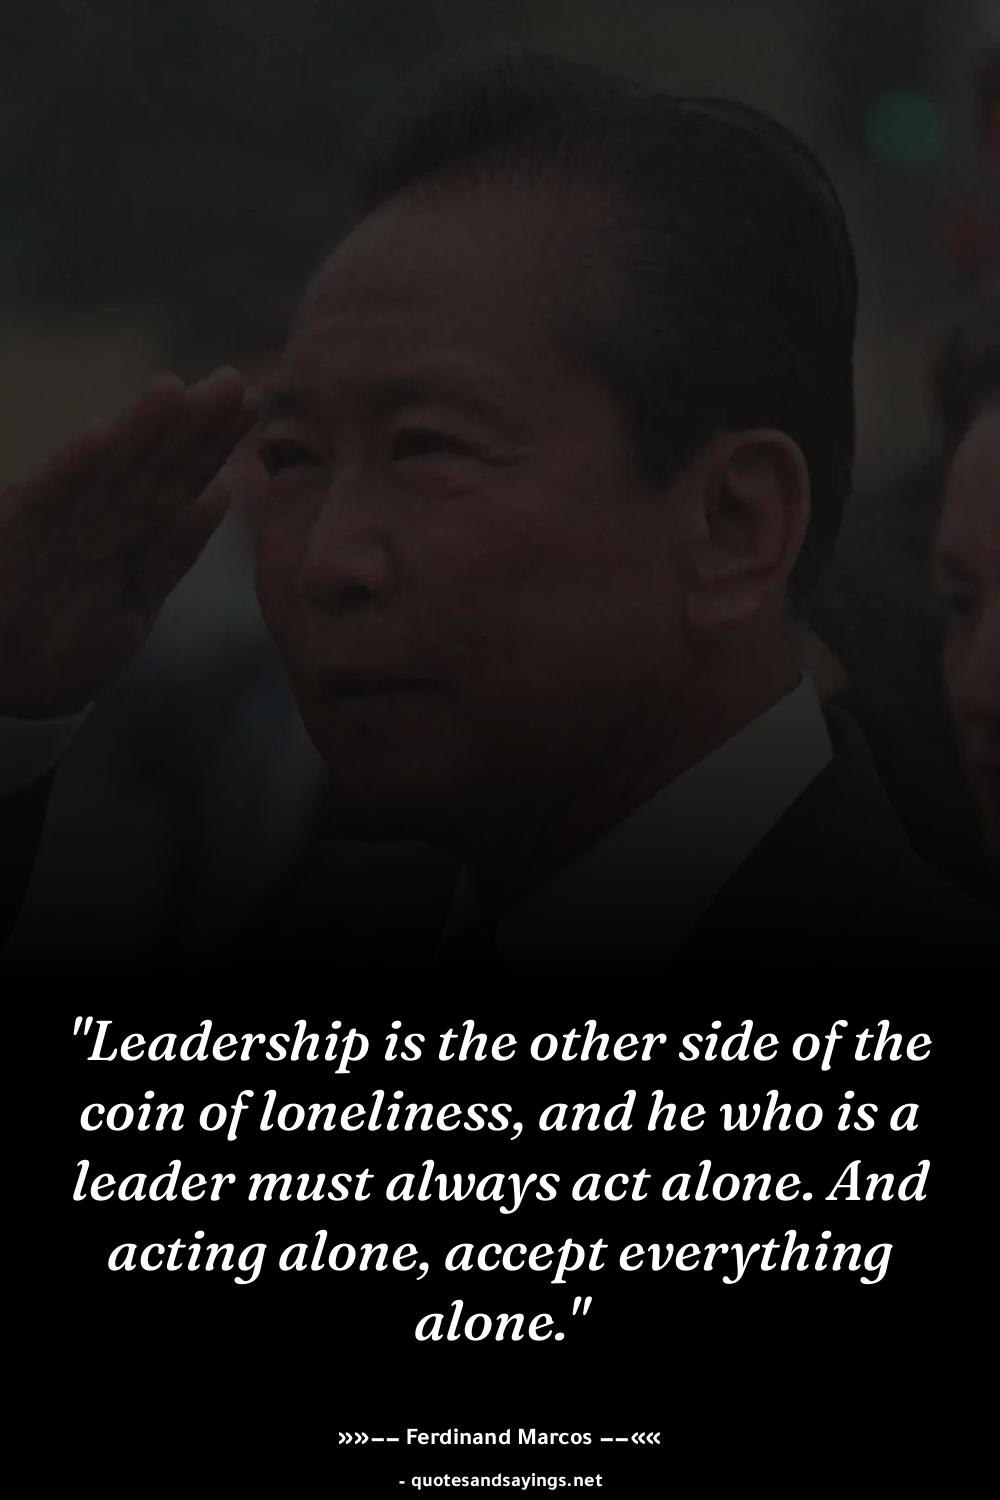 "Leadership is the other side of the
coin of loneliness, and he who is a
leader must always act alone. And
acting alone, accept everything
alone."
»»−− Ferdinand Marcos −−««
- quotesandsayings.net